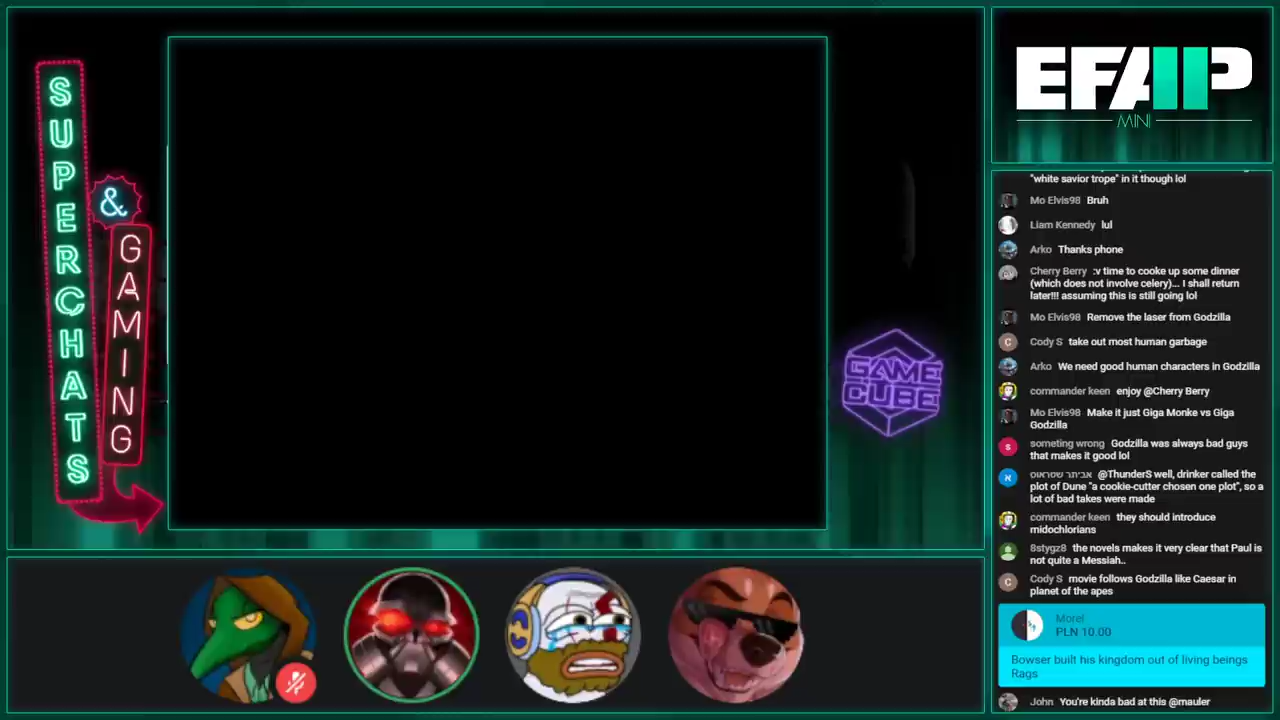 SUPERCHATS
&
GAMING
GAME
CUBE
EFAP
MINI
"white savior trope" in it though lol
Mo Elvis98 Bruh
Liam Kennedy lul
Arko Thanks phone
Cherry Berry :v time to cook up some dinner
(which does not involve celery)... I shall return
later!!! assuming this is still going lol
Mo Elvis98 Remove the laser from Godzilla
C
Cody S take out most human garbage
Arko We need good human characters in Godzilla
commander keen enjoy @Cherry Berry
Mo Elvis98 Make it just Giga Monke vs Giga
Godzilla
s
someting wrong Godzilla was always bad guys
that makes it good lol
א
אביתר שטראוס @ThunderS well, drinker called the
plot of Dune "a cookie-cutter chosen one plot", so a
lot of bad takes were made
commander keen they should introduce
midochlorians
8stygz8 the novels makes it very clear that Paul is
not quite a Messiah..
C
Cody S movie follows Godzilla like Caesar in
planet of the apes
Morel
PLN 10.00
Bowser built his kingdom out of living beings
Rags
John You're kinda bad at this @mauler